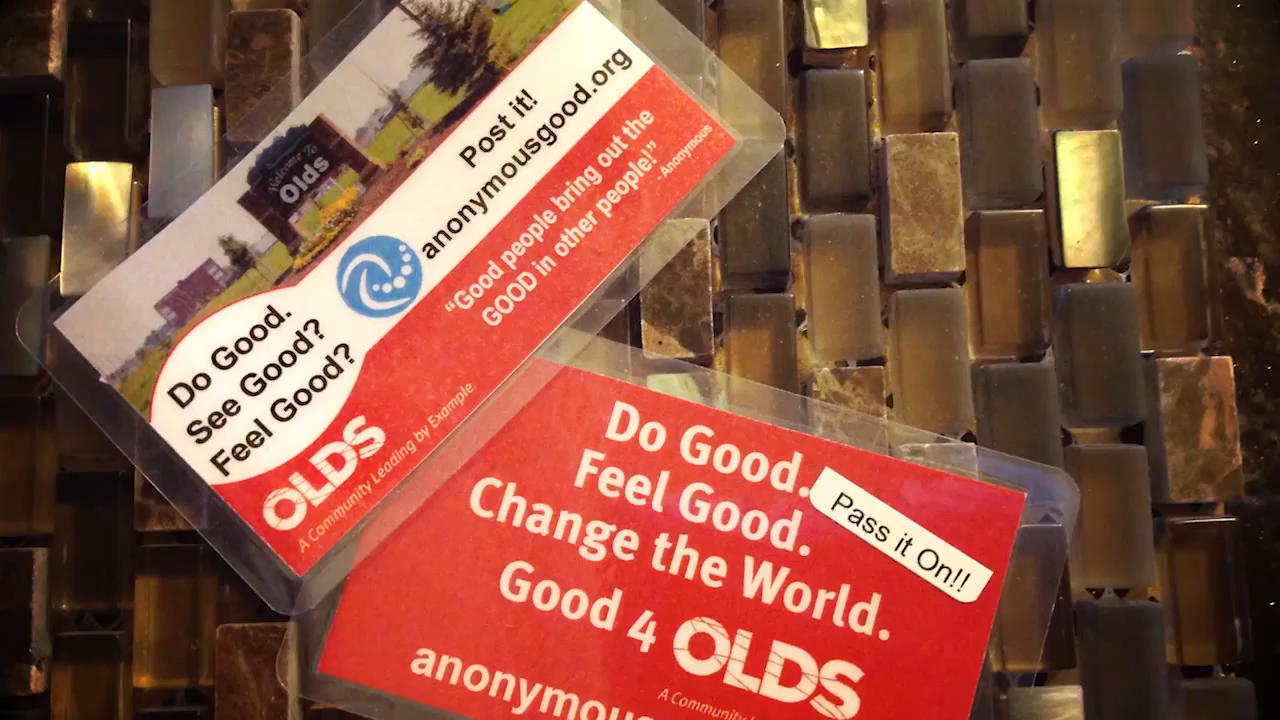 Welcome To
Olds
Post it!
anonymousgood.org
Do Good.
See Good?
Feel Good?
“Good people bring out the
GOOD in other people!”
- Anonymous
OLDS
A Community Leading by Example
Do Good.
Feel Good.
Change the World.
Pass it On!!
Good 4 OLDS
A Community
anonymous